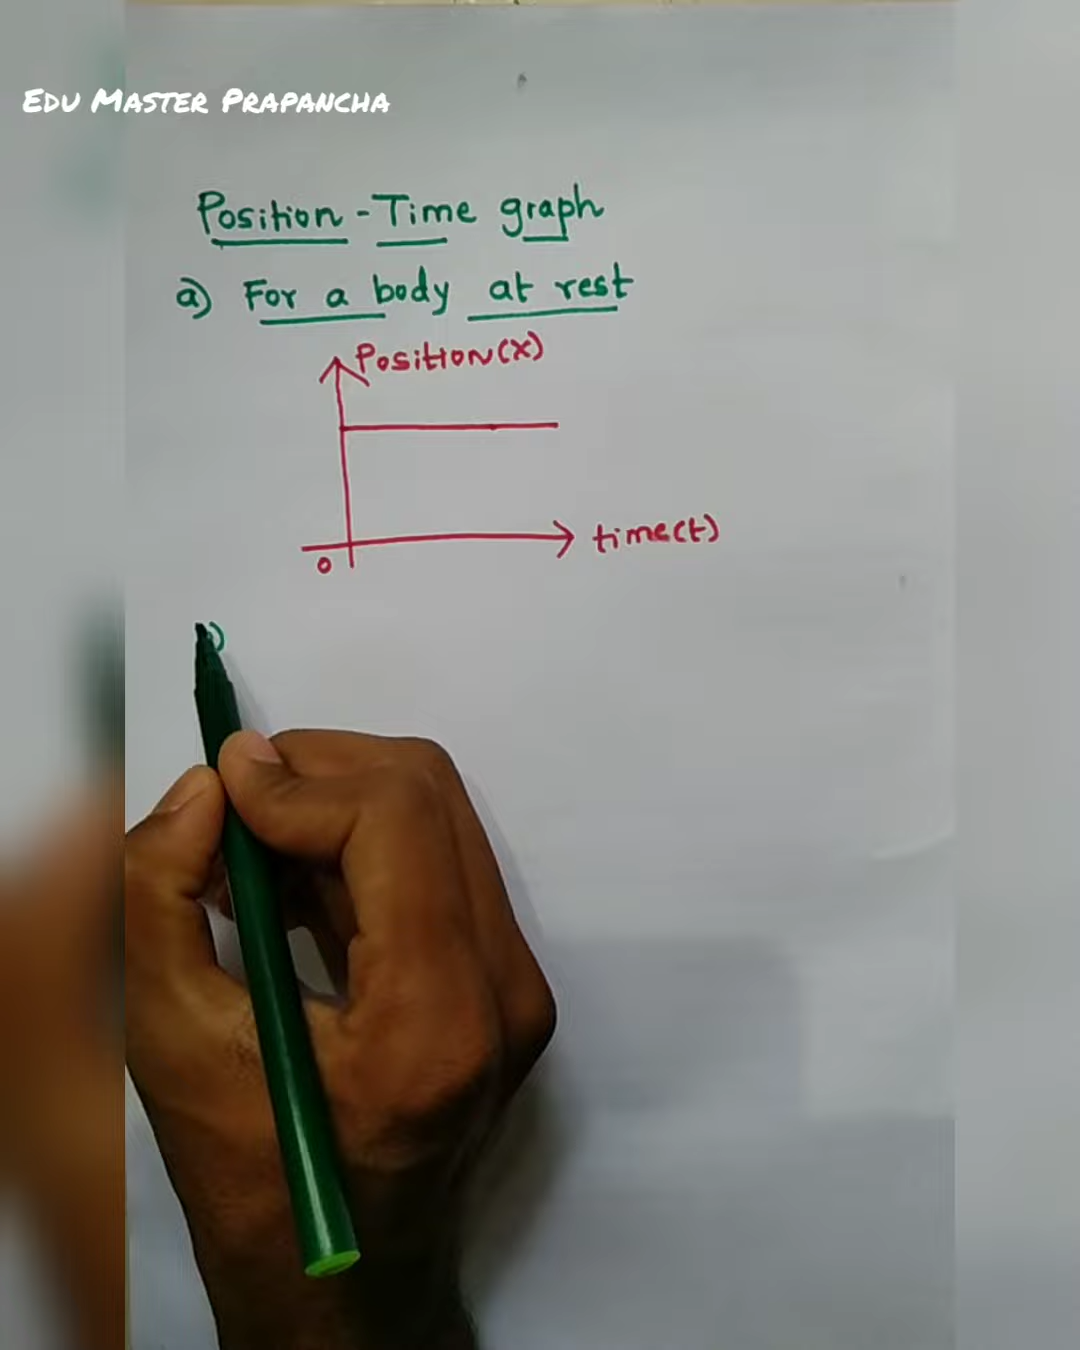 Edu Master Prapancha
Position - Time graph
a) For a body at rest
Position(x)
time(t)
0
)